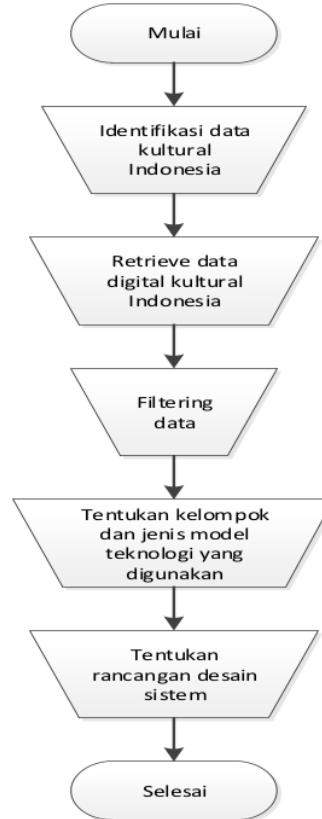 Mulai
Identifikasi data
kultural
Indonesia
Retrieve data
digital kultural
Indonesia
Filtering
data
Tentukan kelompok
dan jenis model
teknologi yang
digunakan
Tentukan
rancangan desain
sistem
Selesai